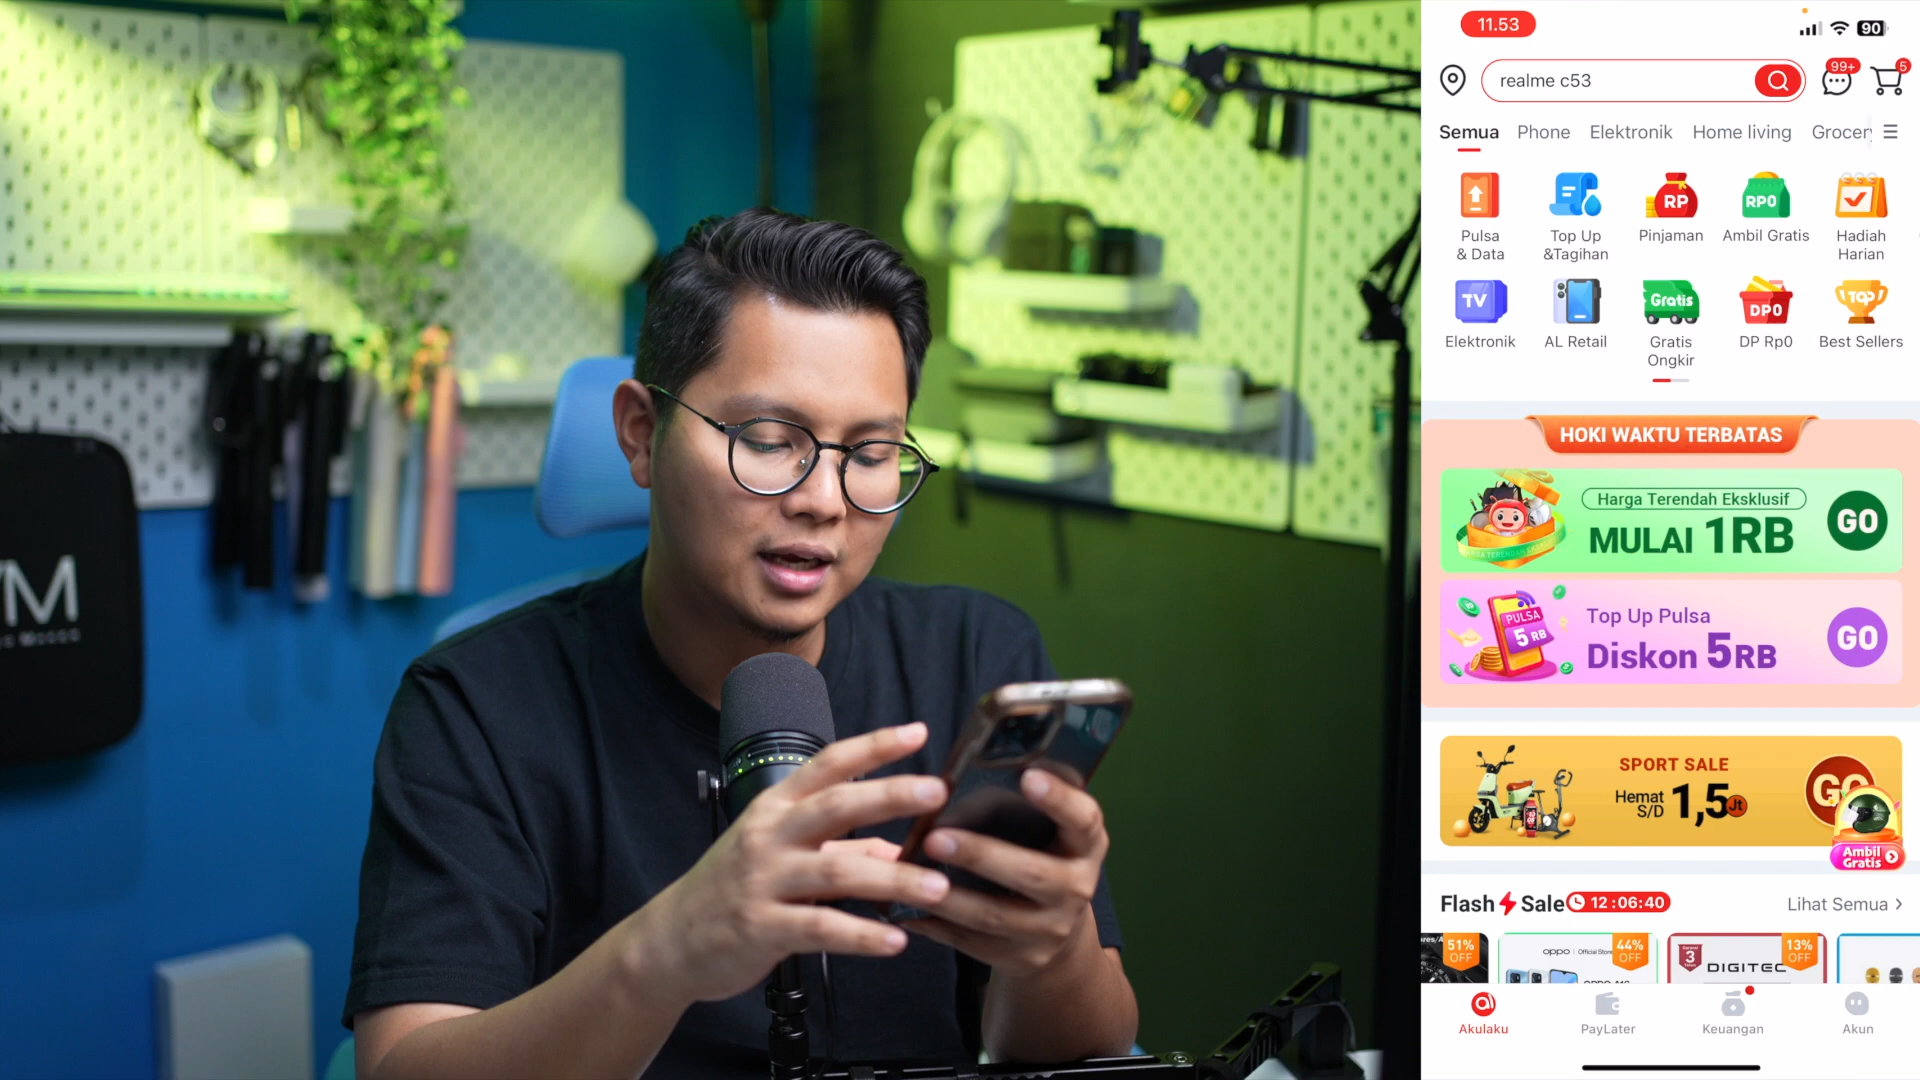 11.53
90
realme c53
99+
5
Semua Phone Elektronik Home living Grocery
RP
RP0
Pulsa & Data
Top Up &Tagihan
Pinjaman
Ambil Gratis
Hadiah Harian
TV
Gratis
DP0
TOP
Elektronik
AL Retail
Gratis Ongkir
DP Rp0
Best Sellers
HOKI WAKTU TERBATAS
Harga Terendah Eksklusif
MULAI 1RB
GO
PULSA
5 RB
Top Up Pulsa
Diskon 5RB
GO
SPORT SALE
Hemat S/D 1,5Jt
GO
Ambil Gratis
Flash Sale 12:06:40
Lihat Semua
51% OFF
oppo Official Store
44% OFF
3
DIGITEC
13% OFF
Akulaku
PayLater
Keuangan
Akun